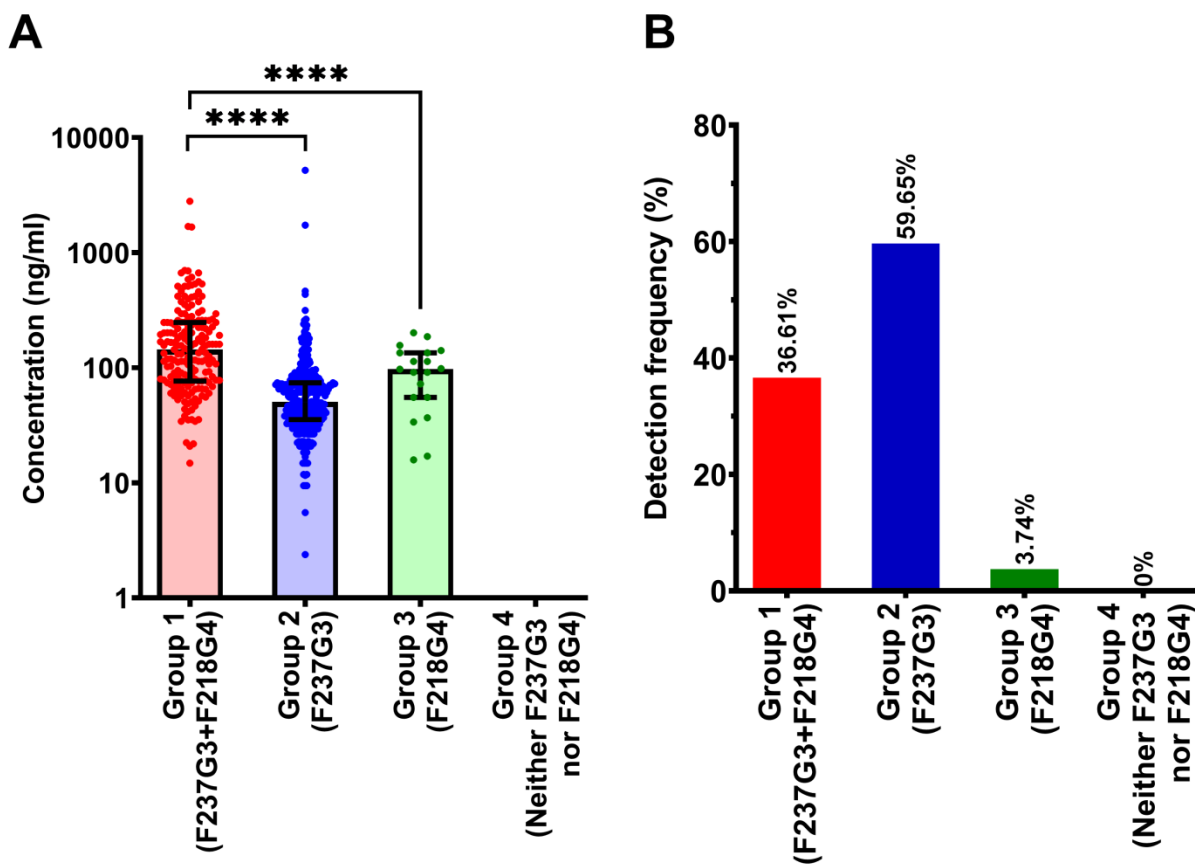 A
****
****
Concentration (ng/ml)
10000
1000
100
10
1
Group 1
(F237G3+F218G4)
Group 2
(F237G3)
Group 3
(F218G4)
Group 4
(Neither F237G3
nor F218G4)
B
Detection frequency (%)
80
60
40
20
0
36.61%
59.65%
3.74%
0%
Group 1
(F237G3+F218G4)
Group 2
(F237G3)
Group 3
(F218G4)
Group 4
(Neither F237G3
nor F218G4)